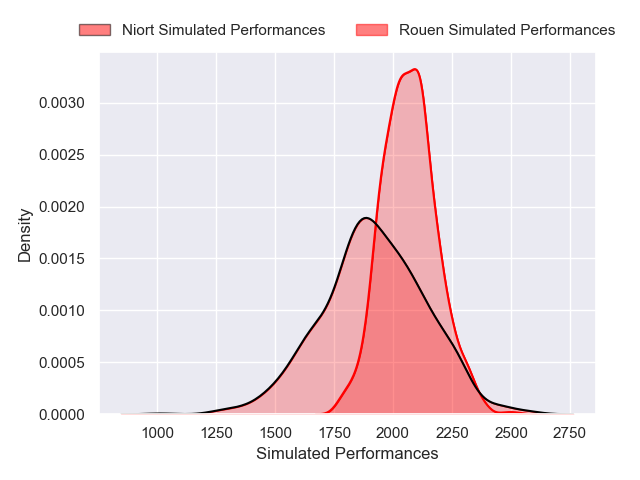 Niort Simulated Performances Rouen Simulated Performances
0.0030
0.0025
0.0020
0.0015
0.0010
0.0005
0.0000
Density
1000 1250 1500 1750 2000 2250 2500 2750
Simulated Performances